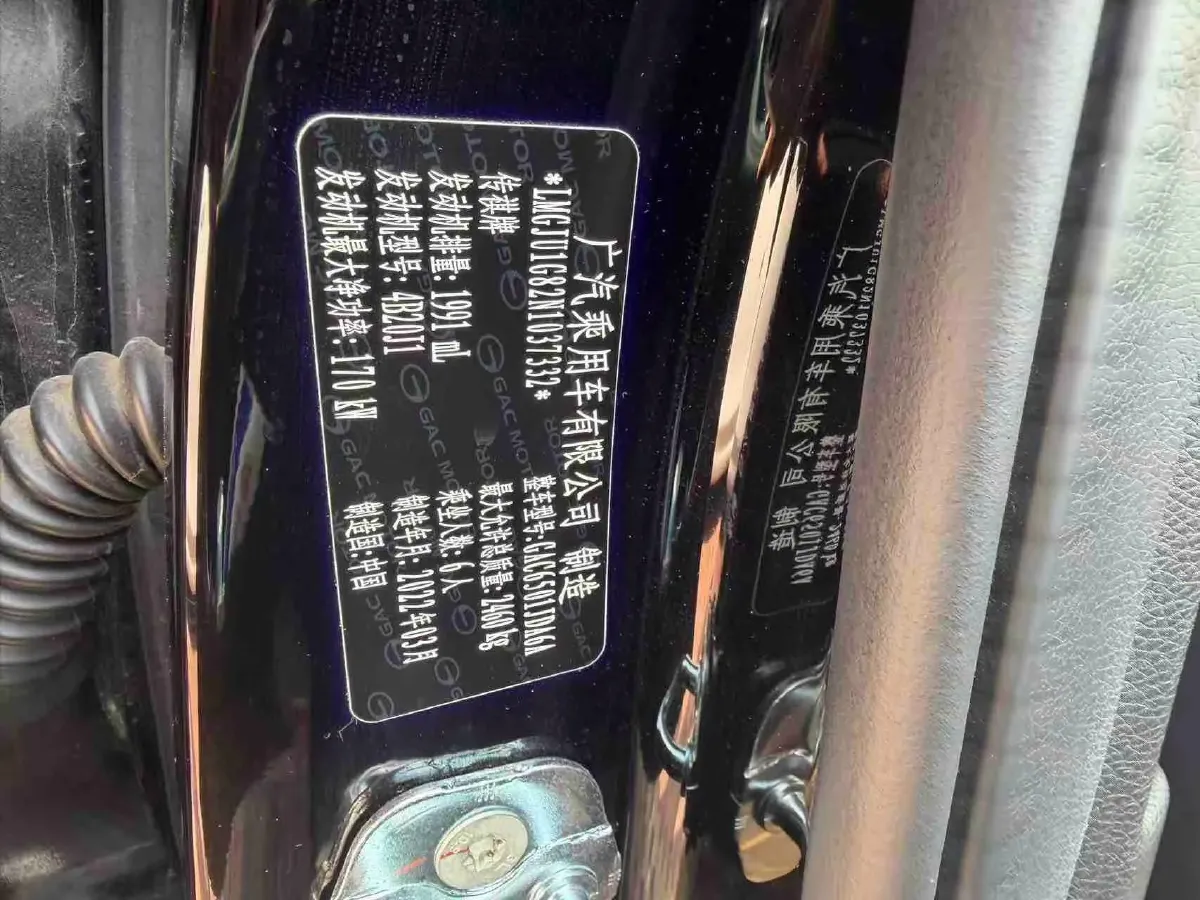 广汽乘用车有限公司 制造
*LMGJU1G82N1037332* 整车型号:GAC6501JDA6A
传祺牌 最大允许总质量:2460 kg
发动机排量:1991 mL 乘坐人数:6人
发动机型号:4B20J1 制造年月:2022年03月
发动机最大净功率:170 kW 制造国:中国
GAC MOTOR